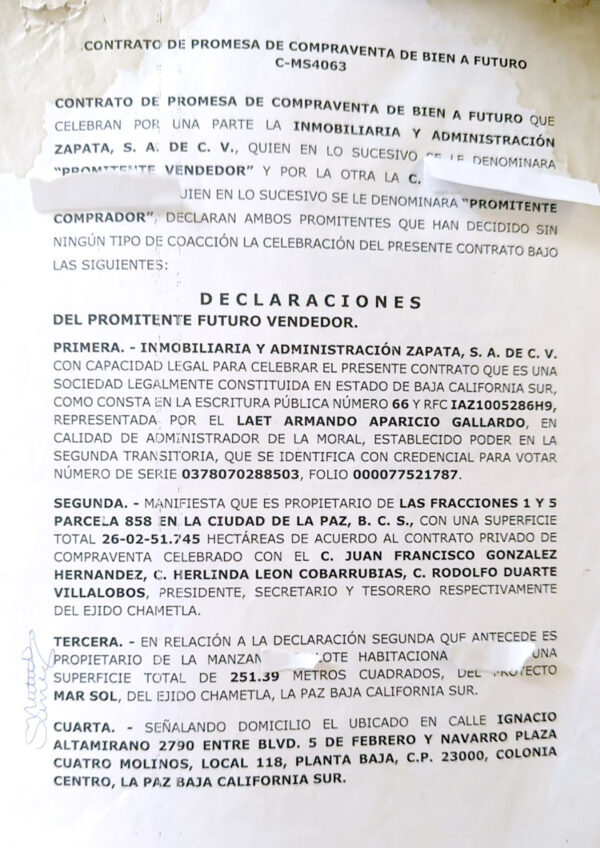 CONTRATO DE PROMESA DE COMPRAVENTA DE BIEN A FUTURO
C-MS4063
CONTRATO DE PROMESA DE COMPRAVENTA DE BIEN A FUTURO QUE
CELEBRAN POR UNA PARTE LA INMOBILIARIA Y ADMINISTRACIÓN
ZAPATA, S. A. DE C. V., QUIEN EN LO SUCESIVO SE LE DENOMINARA
"PROMITENTE VENDEDOR" Y POR LA OTRA LA C.
UIEN EN LO SUCESIVO SE LE DENOMINARA "PROMITENTE
COMPRADOR", DECLARAN AMBOS PROMITENTES QUE HAN DECIDIDO SIN
NINGÚN TIPO DE COACCIÓN LA CELEBRACIÓN DEL PRESENTE CONTRATO BAJO
LAS SIGUIENTES:
DECLARACIONES
DEL PROMITENTE FUTURO VENDEDOR.
PRIMERA. - INMOBILIARIA Y ADMINISTRACIÓN ZAPATA, S. A. DE C. V.
CON CAPACIDAD LEGAL PARA CELEBRAR EL PRESENTE CONTRATO QUE ES UNA
SOCIEDAD LEGALMENTE CONSTITUIDA EN ESTADO DE BAJA CALIFORNIA SUR,
COMO CONSTA EN LA ESCRITURA PÚBLICA NÚMERO 66 Y RFC IAZ1005286H9,
REPRESENTADA POR EL LAET ARMANDO APARICIO GALLARDO, EN
CALIDAD DE ADMINISTRADOR DE LA MORAL, ESTABLECIDO PODER EN LA
SEGUNDA TRANSITORIA, QUE SE IDENTIFICA CON CREDENCIAL PARA VOTAR
NÚMERO DE SERIE 0378070288503, FOLIO 000077521787.
SEGUNDA. - MANIFIESTA QUE ES PROPIETARIO DE LAS FRACCIONES 1 Y 5
PARCELA 858 EN LA CIUDAD DE LA PAZ, B. C. S., CON UNA SUPERFICIE
TOTAL 26-02-51.745 HECTÁREAS DE ACUERDO AL CONTRATO PRIVADO DE
COMPRAVENTA CELEBRADO CON EL C. JUAN FRANCISCO GONZALEZ
HERNANDEZ, C. HERLINDA LEON COBARRUBIAS, C. RODOLFO DUARTE
VILLALOBOS, PRESIDENTE, SECRETARIO Y TESORERO RESPECTIVAMENTE
DEL EJIDO CHAMETLA.
TERCERA. - EN RELACIÓN A LA DECLARACIÓN SEGUNDA QUE ANTECEDE ES
PROPIETARIO DE LA MANZAN LOTE HABITACIONA UNA
SUPERFICIE TOTAL DE 251.39 METROS CUADRADOS, DEL PROYECTO
MAR SOL, DEL EJIDO CHAMETLA, LA PAZ BAJA CALIFORNIA SUR.
CUARTA. - SEÑALANDO DOMICILIO EL UBICADO EN CALLE IGNACIO
ALTAMIRANO 2790 ENTRE BLVD. 5 DE FEBRERO Y NAVARRO PLAZA
CUATRO MOLINOS, LOCAL 118, PLANTA BAJA, C.P. 23000, COLONIA
CENTRO, LA PAZ BAJA CALIFORNIA SUR.